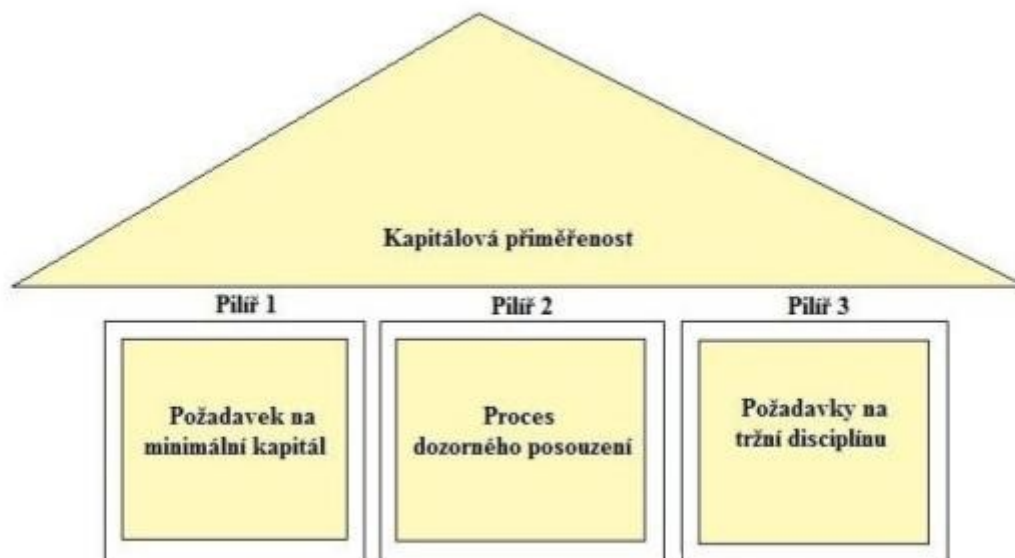 Kapitálová přiměřenost
Pilíř 1
Pilíř 2
Pilíř 3
Požadavek na
minimální kapitál
Proces
dozorného posouzení
Požadavky na
tržní disciplínu